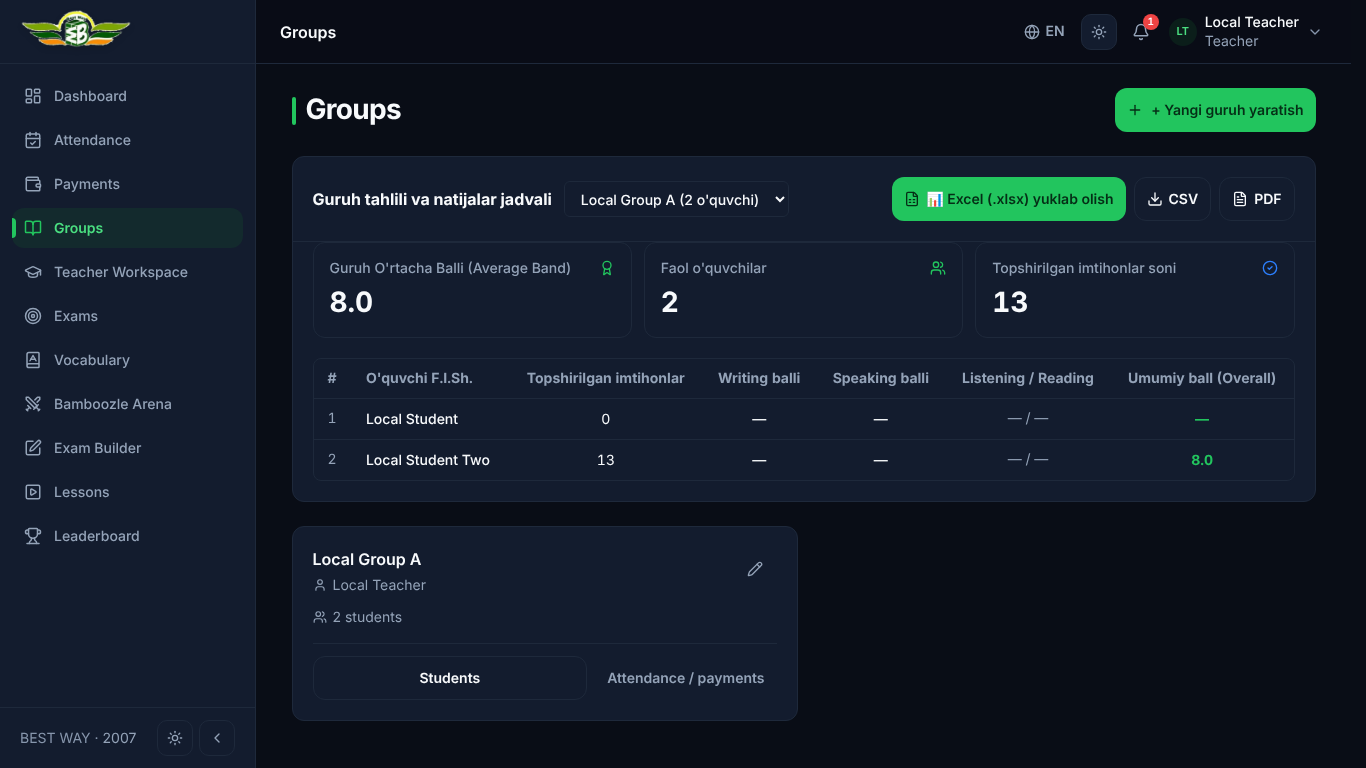 Groups
EN
1
LT
Local Teacher
Teacher
Dashboard
Attendance
Payments
Groups
Teacher Workspace
Exams
Vocabulary
Bamboozle Arena
Exam Builder
Lessons
Leaderboard
BEST WAY · 2007
Groups
+ Yangi guruh yaratish
Guruh tahlili va natijalar jadvali
Local Group A (2 o'quvchi)
Excel (.xlsx) yuklab olish
CSV
PDF
Guruh O'rtacha Balli (Average Band)
8.0
Faol o'quvchilar
2
Topshirilgan imtihonlar soni
13
# O'quvchi F.I.Sh. Topshirilgan imtihonlar Writing balli Speaking balli Listening / Reading Umumiy ball (Overall)
1 Local Student 0 — — — / — —
2 Local Student Two 13 — — — / — 8.0
Local Group A
Local Teacher
2 students
Students
Attendance / payments